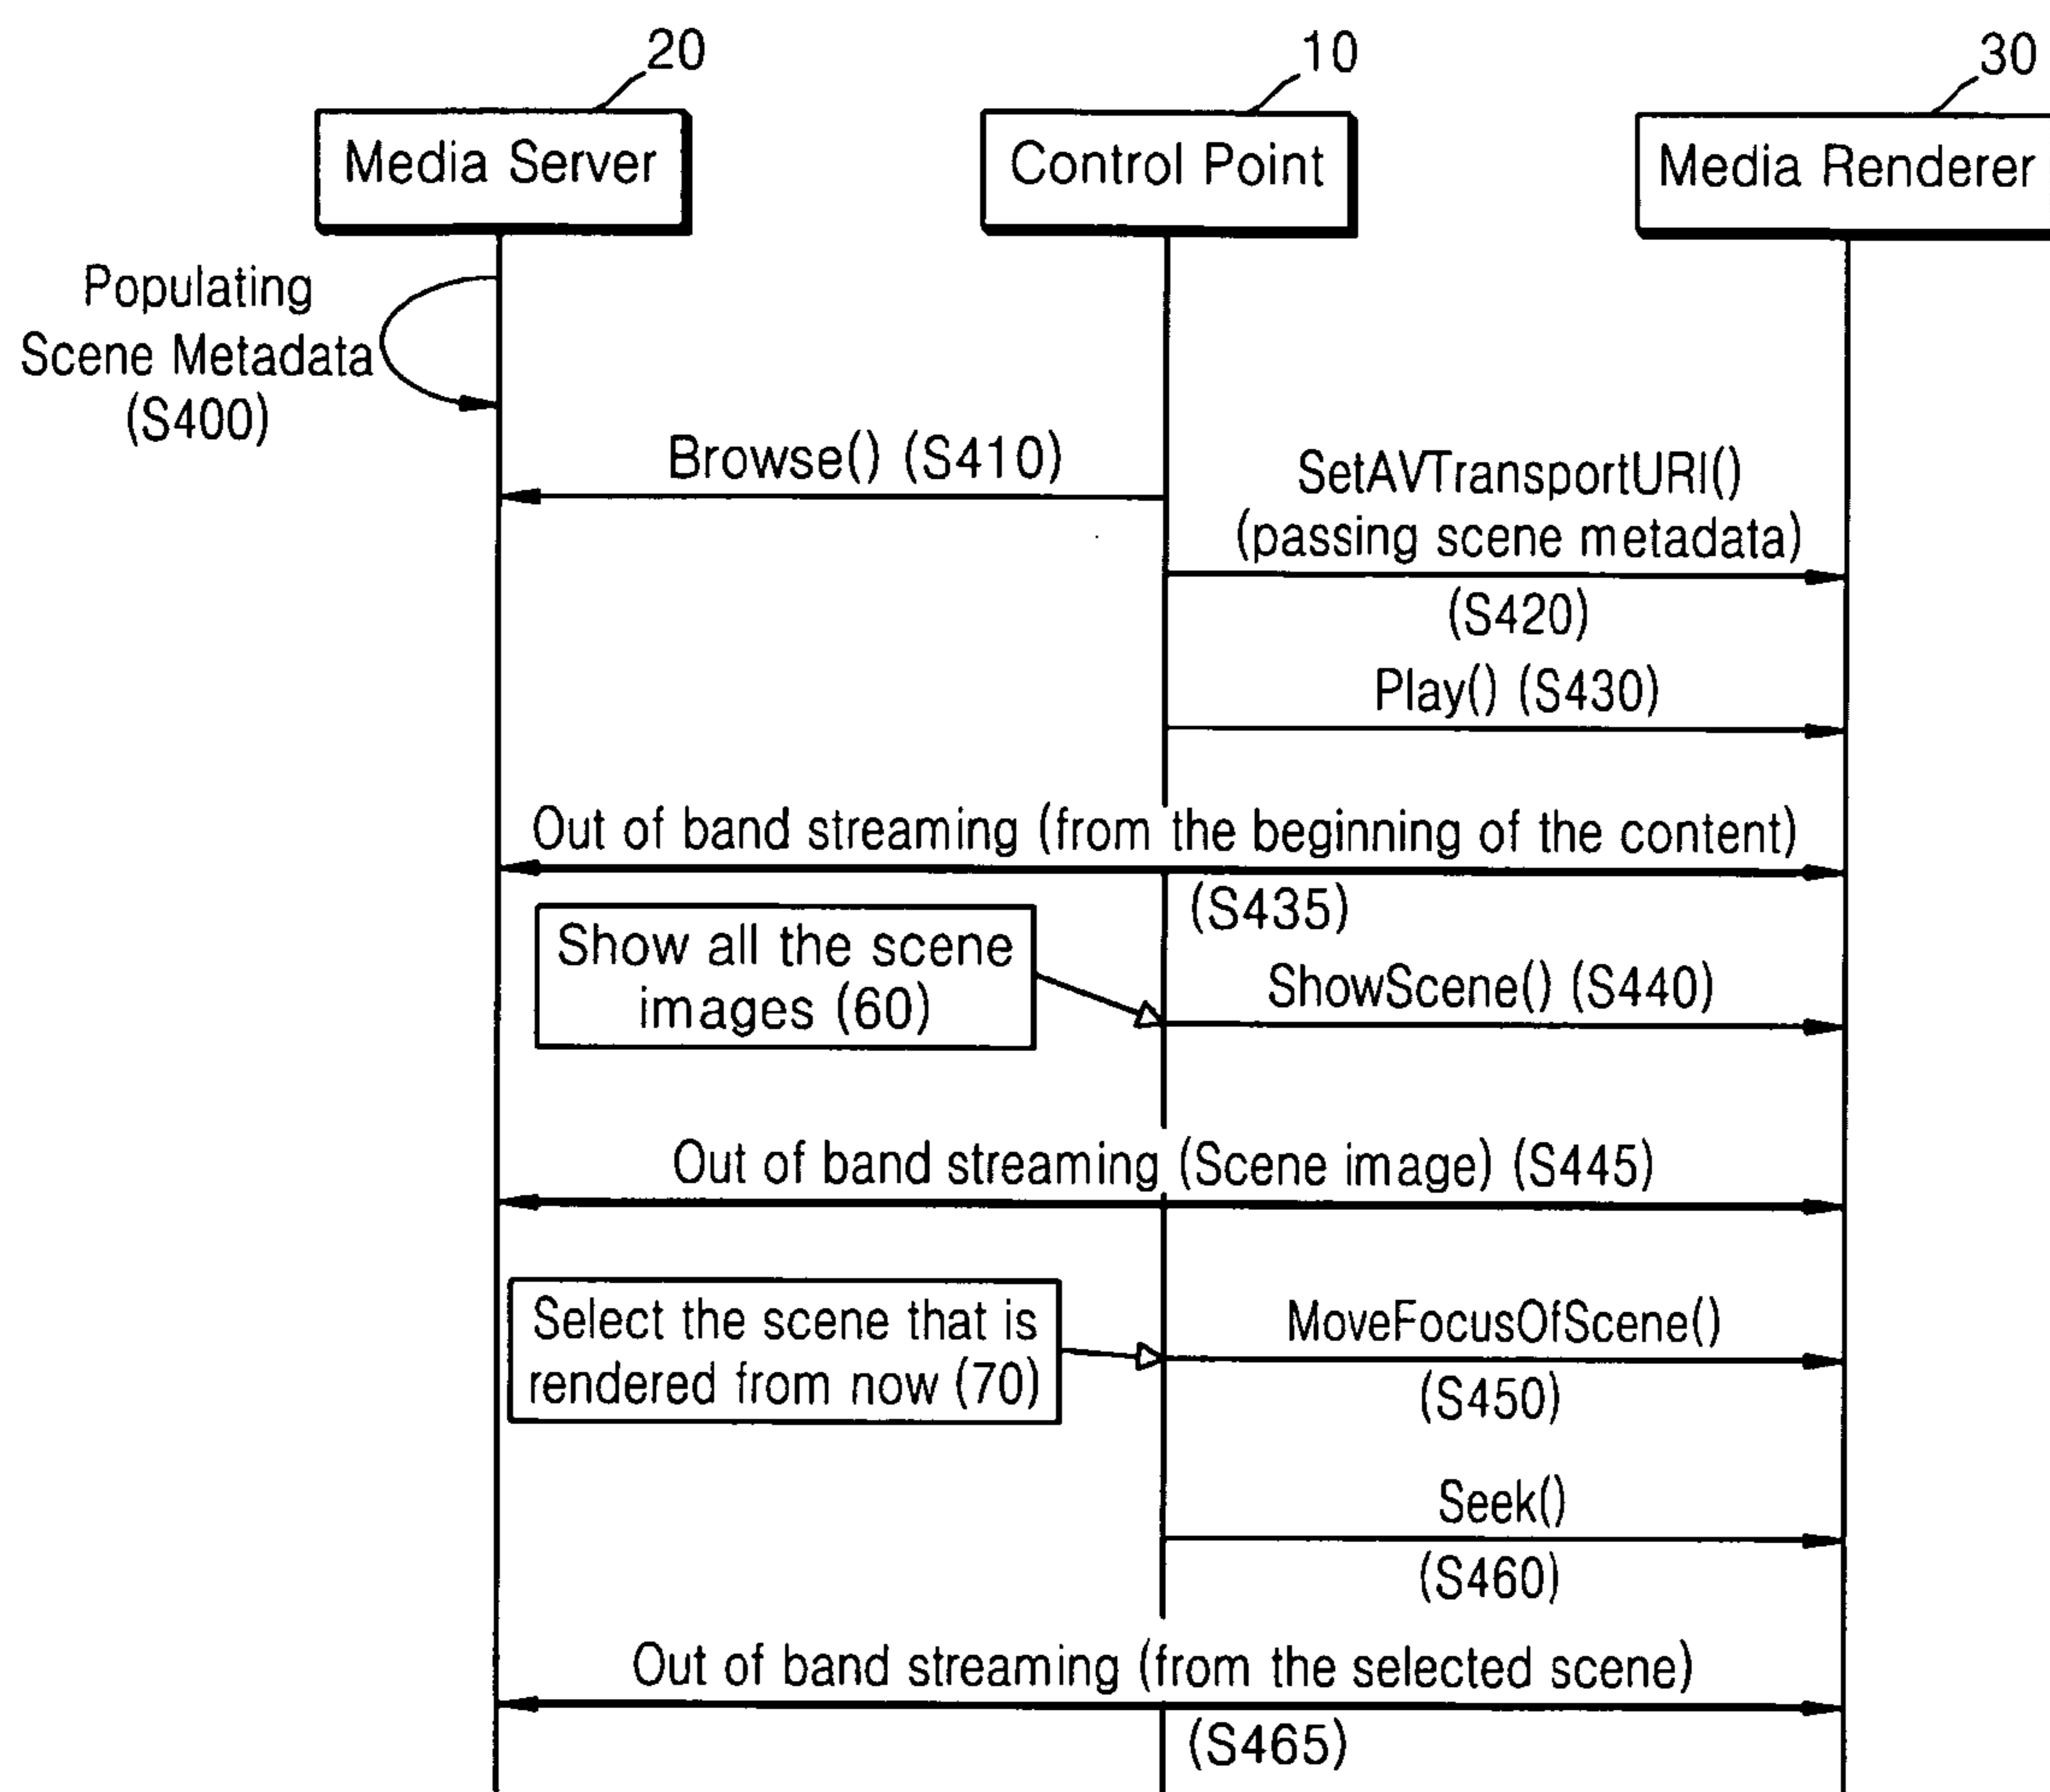 20
10
30
Media Server
Control Point
Media Renderer
Populating
Scene Metadata
(S400)
Browse() (S410)
SetAVTransportURI()
(passing scene metadata)
(S420)
Play() (S430)
Out of band streaming (from the beginning of the content)
(S435)
Show all the scene
images (60)
ShowScene() (S440)
Out of band streaming (Scene image) (S445)
Select the scene that is
rendered from now (70)
MoveFocusOfScene()
(S450)
Seek()
(S460)
Out of band streaming (from the selected scene)
(S465)